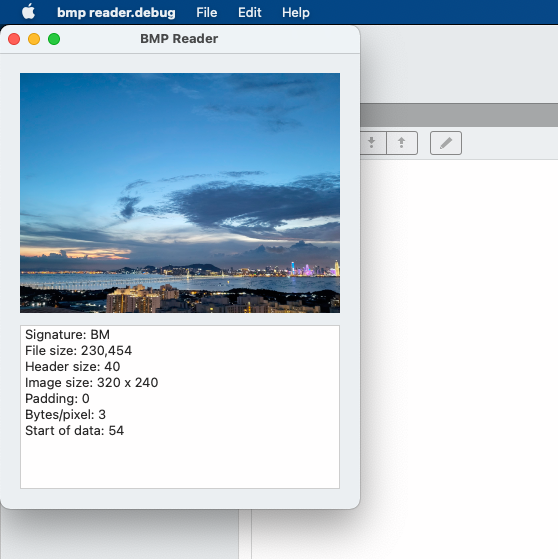 bmp reader.debug File Edit Help
BMP Reader
Signature: BM
File size: 230,454
Header size: 40
Image size: 320 x 240
Padding: 0
Bytes/pixel: 3
Start of data: 54